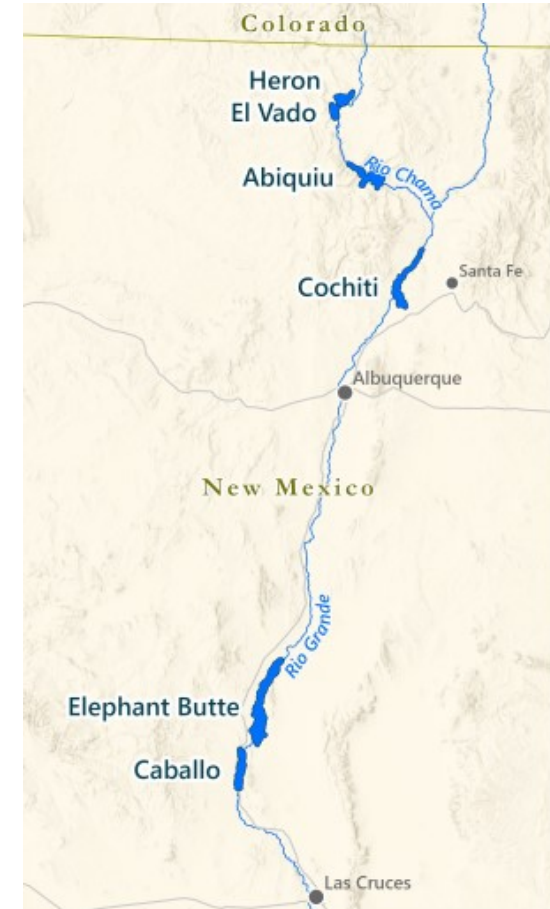 Colorado
Heron
El Vado
Abiquiu
Rio Chama
Santa Fe
Cochiti
Albuquerque
New Mexico
Rio Grande
Elephant Butte
Caballo
Las Cruces